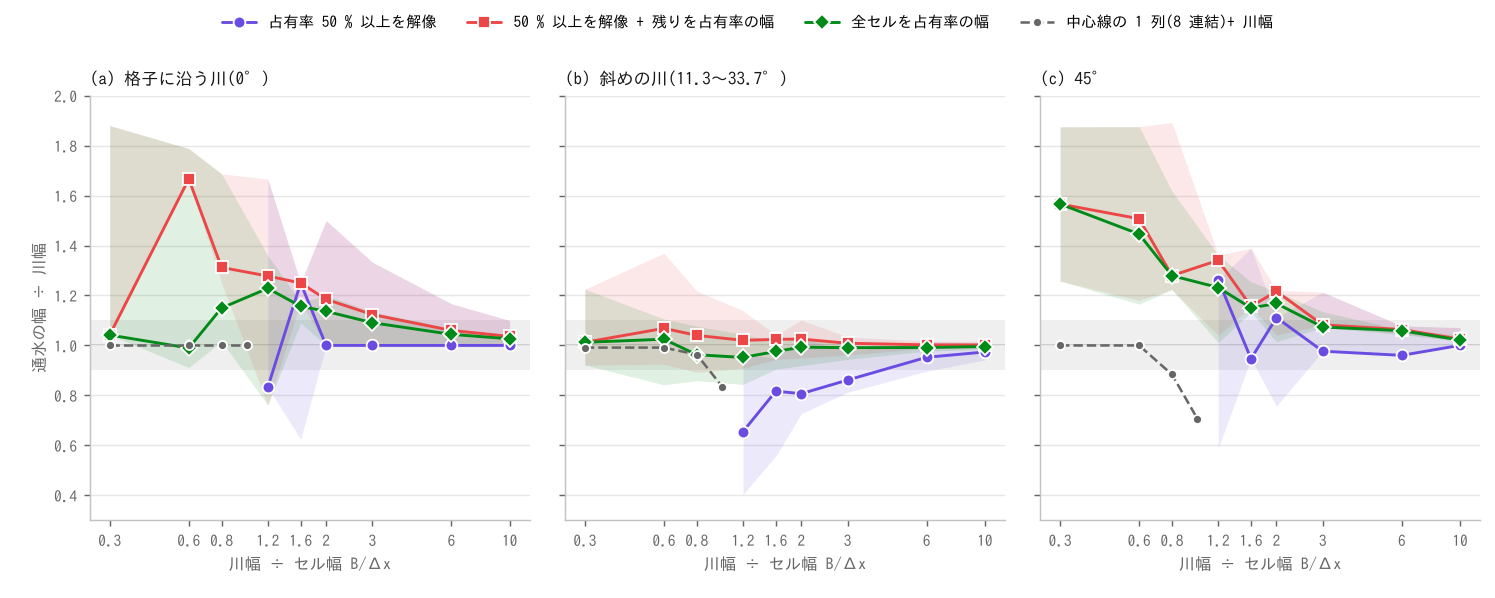 占有率 50 % 以上を解像
50 % 以上を解像 + 残りを占有率の幅
全セルを占有率の幅
中心線の 1 列(8 連結)+ 川幅
(a) 格子に沿う川(0°)
(b) 斜めの川(11.3〜33.7°)
(c) 45°
通水の幅 ÷ 川幅
2.0
1.8
1.6
1.4
1.2
1.0
0.8
0.6
0.4
0.3 0.6 0.8 1.2 1.6 2 3 6 10
0.3 0.6 0.8 1.2 1.6 2 3 6 10
0.3 0.6 0.8 1.2 1.6 2 3 6 10
川幅 ÷ セル幅 B/Δx
川幅 ÷ セル幅 B/Δx
川幅 ÷ セル幅 B/Δx